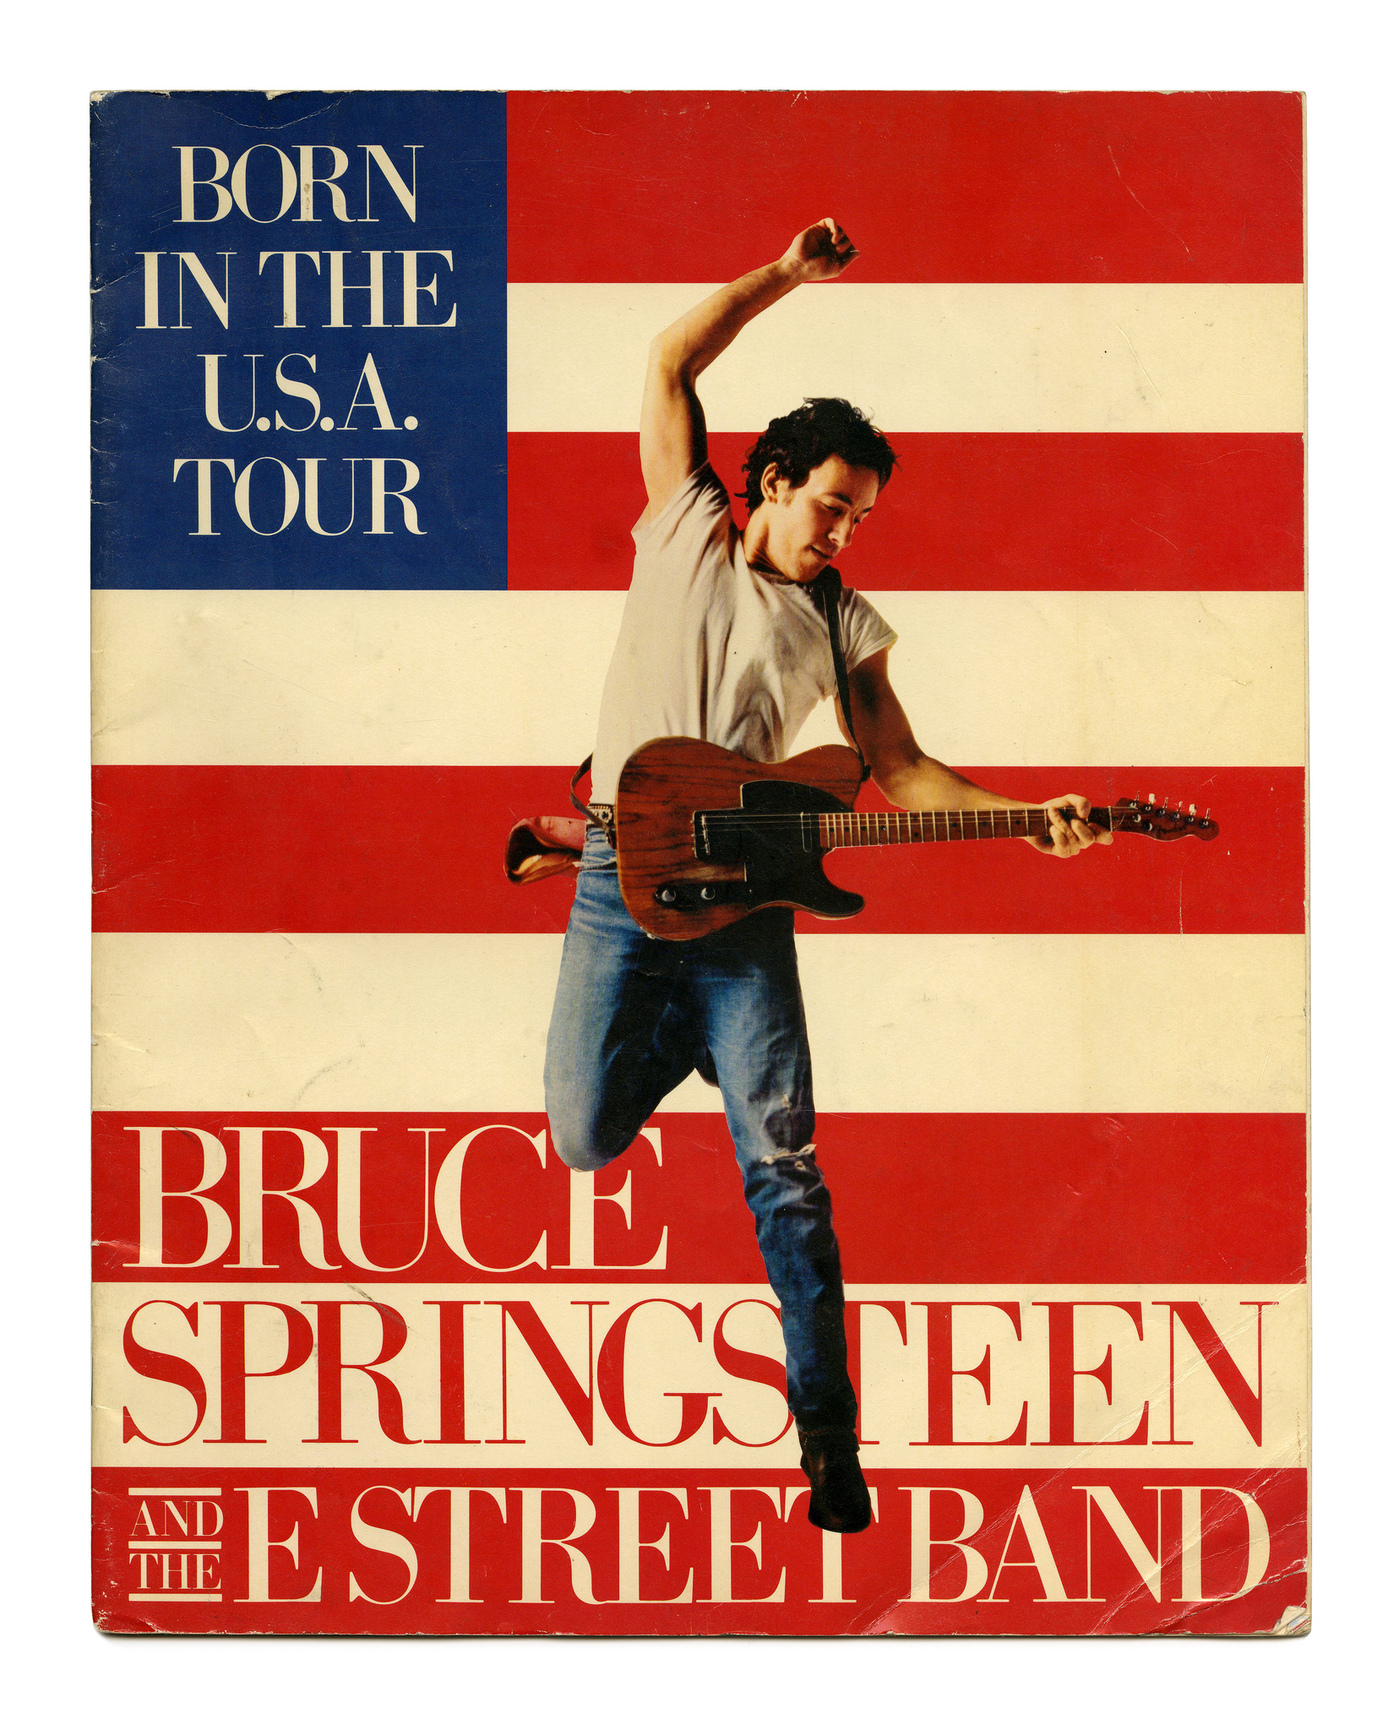 BORN
IN THE
U.S.A.
TOUR
BRUCE
SPRINGSTEEN
AND THE E STREET BAND